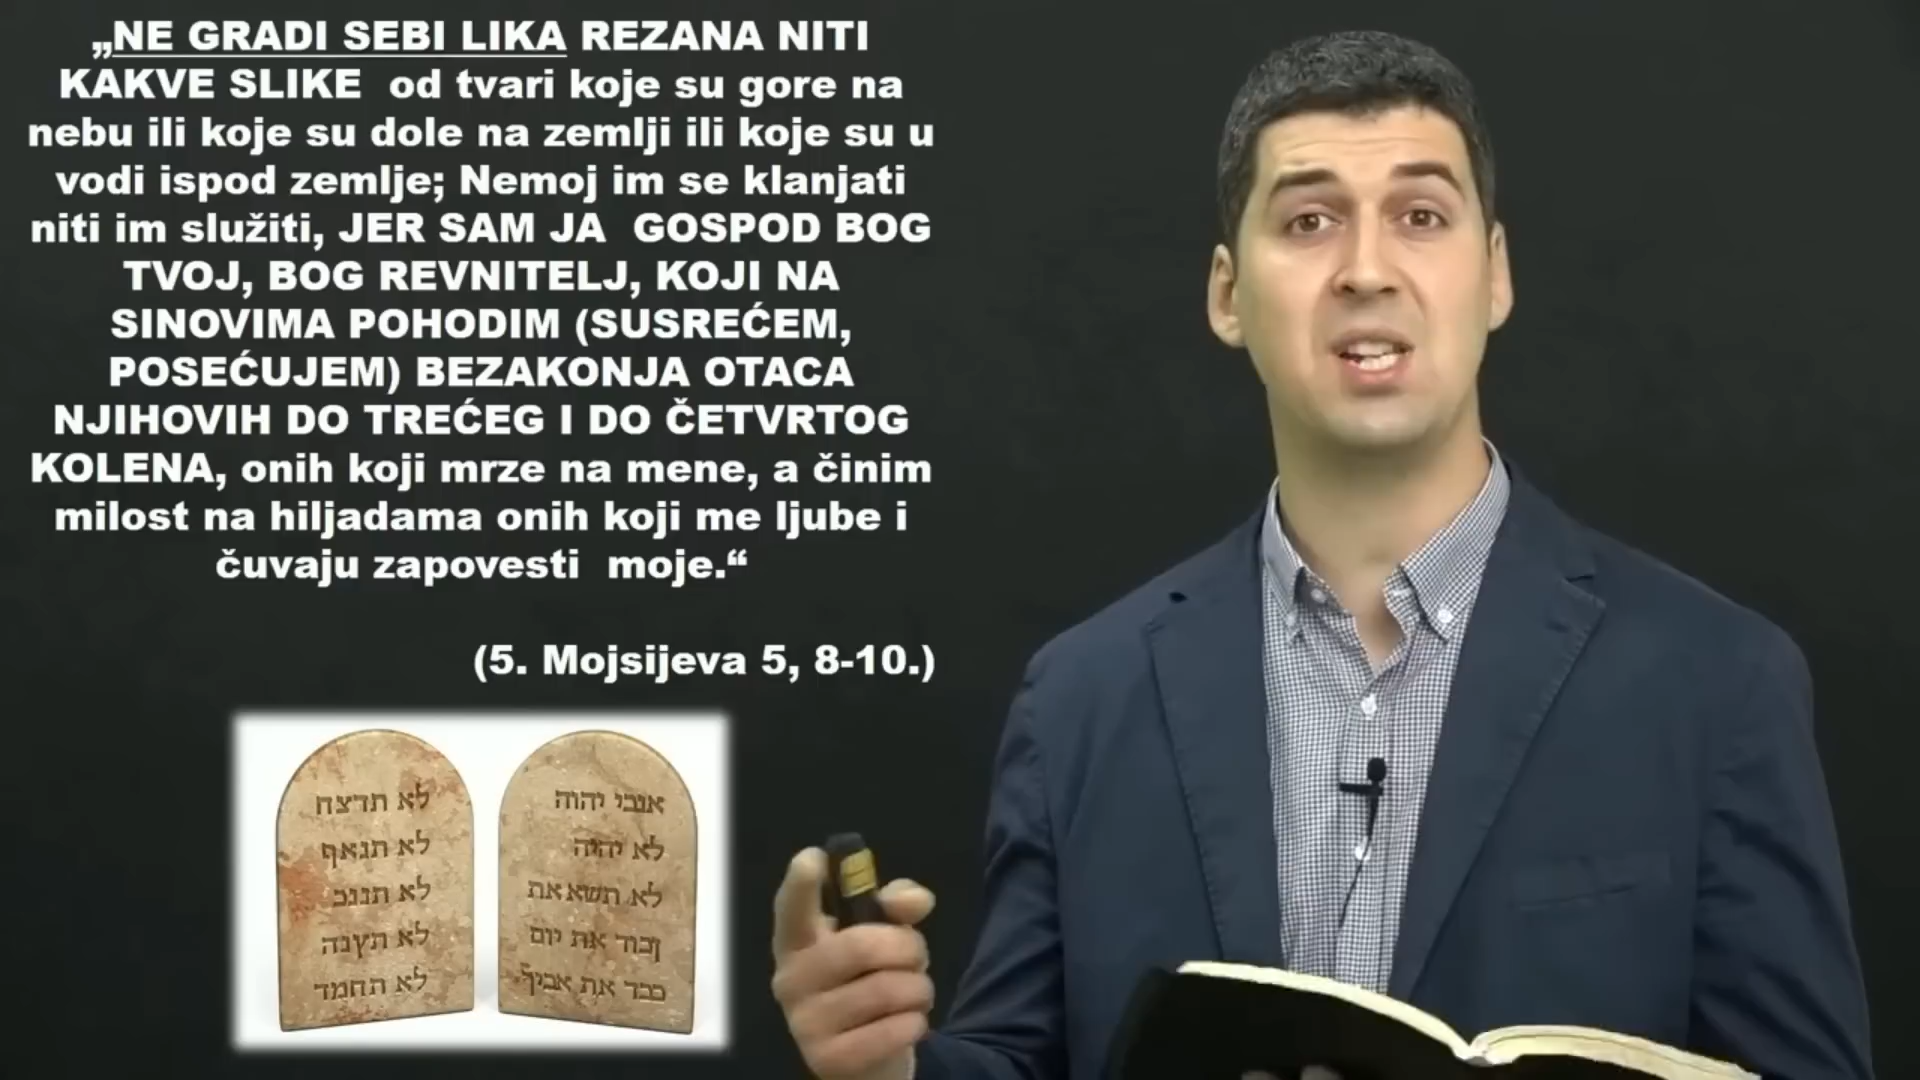 „NE GRADI SEBI LIKA REZANA NITI
KAKVE SLIKE od tvari koje su gore na
nebu ili koje su dole na zemlji ili koje su u
vodi ispod zemlje; Nemoj im se klanjati
niti im služiti, JER SAM JA GOSPOD BOG
TVOJ, BOG REVNITELJ, KOJI NA
SINOVIMA POHODIM (SUSREĆEM,
POSEĆUJEM) BEZAKONJA OTACA
NJIHOVIH DO TREĆEG I DO ČETVRTOG
KOLENA, onih koji mrze na mene, a činim
milost na hiljadama onih koji me ljube i
čuvaju zapovesti moje.“
(5. Mojsijeva 5, 8-10.)
אנכי יהוה
לא יהיה
לא תשא את
זכור את יום
כבד את אביך
לא תרצח
לא תנאף
לא תגנב
לא תענה
לא תחמד